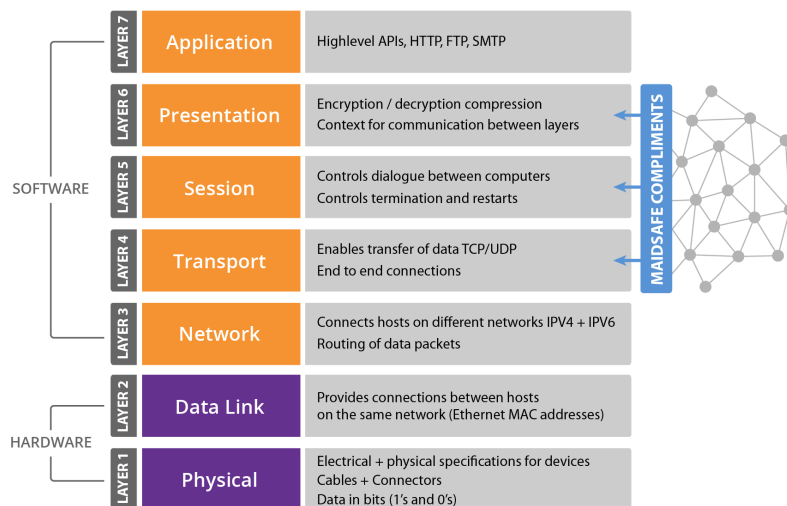 LAYER 7
Application
Highlevel APIs, HTTP, FTP, SMTP
LAYER 6
Presentation
Encryption / decryption compression
Context for communication between layers
LAYER 5
Session
Controls dialogue between computers
Controls termination and restarts
SOFTWARE
LAYER 4
Transport
Enables transfer of data TCP/UDP
End to end connections
MAIDSAFE COMPLIMENTS
LAYER 3
Network
Connects hosts on different networks IPV4 + IPV6
Routing of data packets
LAYER 2
Data Link
Provides connections between hosts
on the same network (Ethernet MAC addresses)
HARDWARE
LAYER 1
Physical
Electrical + physical specifications for devices
Cables + Connectors
Data in bits (1's and 0's)